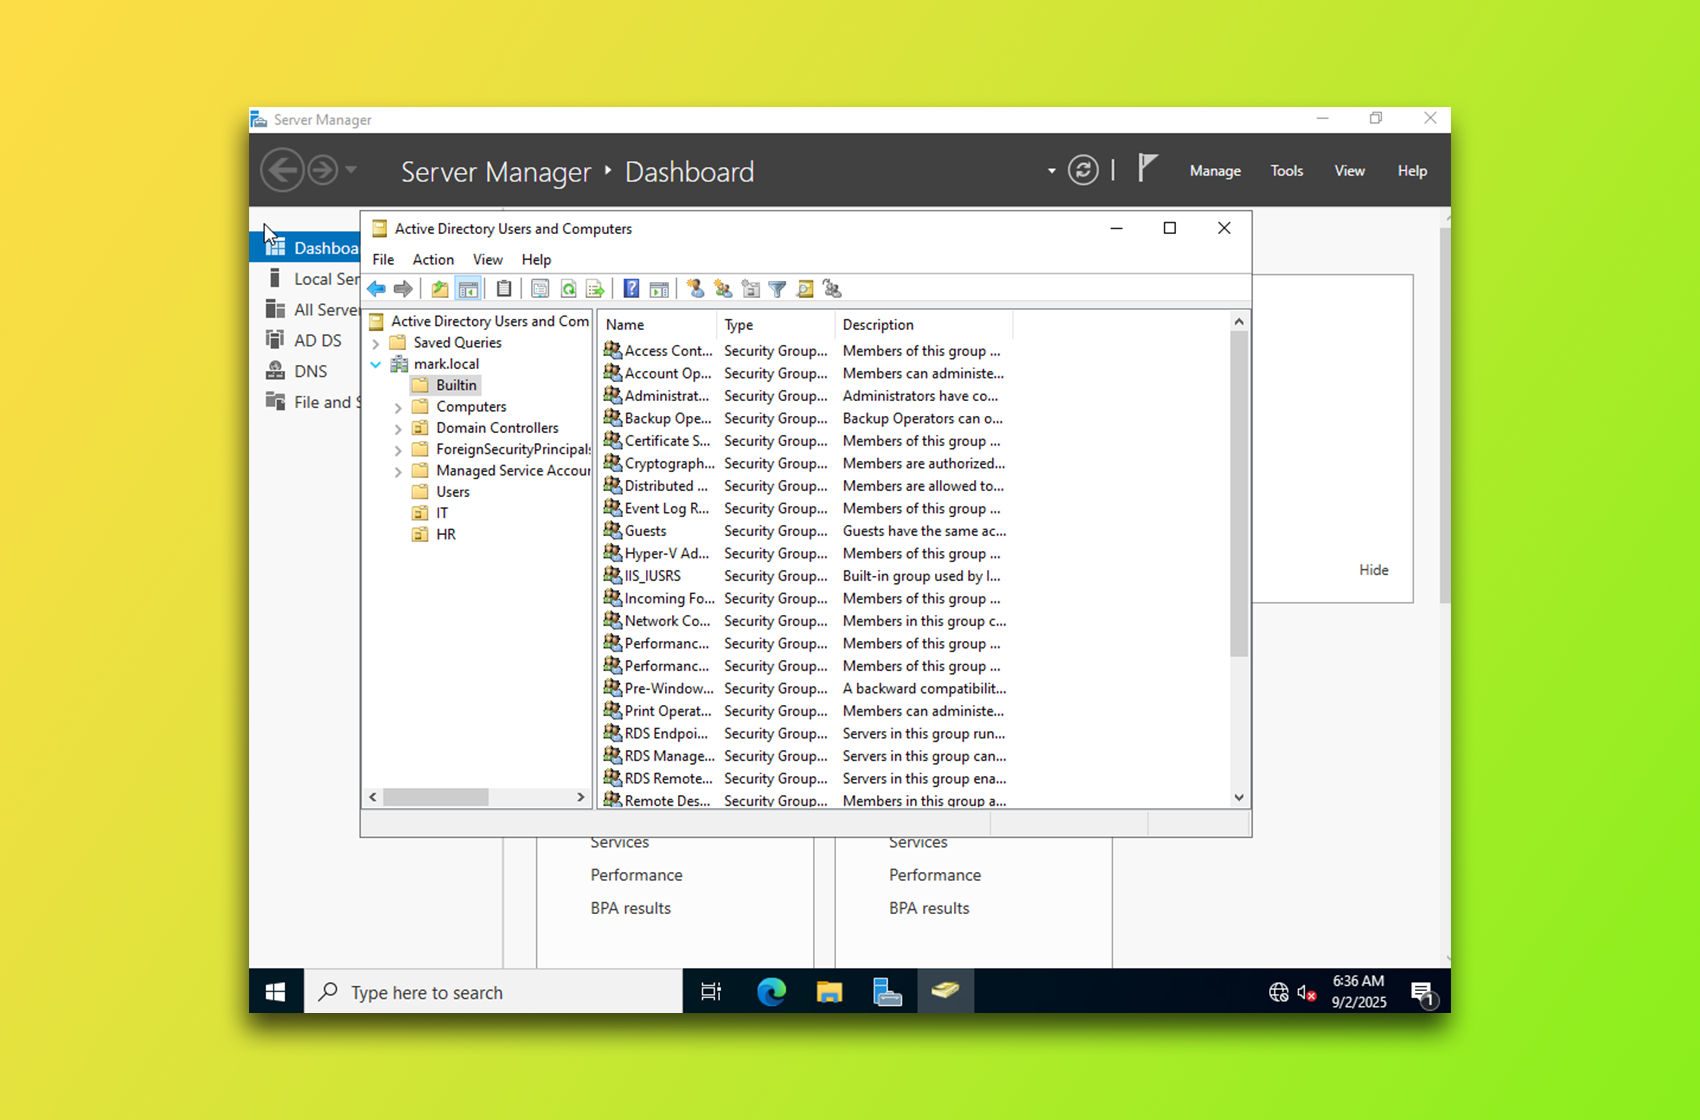 Server Manager
Server Manager ‣ Dashboard
Manage Tools View Help
Dashboa
Local Ser
All Serve
AD DS
DNS
File and S
Active Directory Users and Computers
File Action View Help
Active Directory Users and Com
Saved Queries
mark.local
Builtin
Computers
Domain Controllers
ForeignSecurityPrincipals
Managed Service Accou
Users
IT
HR
Name Type Description
Access Cont... Security Group... Members of this group ...
Account Op... Security Group... Members can administe...
Administrat... Security Group... Administrators have co...
Backup Ope... Security Group... Backup Operators can o...
Certificate S... Security Group... Members of this group ...
Cryptograph... Security Group... Members are authorized...
Distributed ... Security Group... Members are allowed to...
Event Log R... Security Group... Members of this group ...
Guests Security Group... Guests have the same ac...
Hyper-V Ad... Security Group... Members of this group ...
IIS_IUSRS Security Group... Built-in group used by I...
Incoming Fo... Security Group... Members of this group ...
Network Co... Security Group... Members in this group c...
Performanc... Security Group... Members of this group ...
Performanc... Security Group... Members of this group ...
Pre-Window... Security Group... A backward compatibilit...
Print Operat... Security Group... Members can administe...
RDS Endpoi... Security Group... Servers in this group run...
RDS Manage... Security Group... Servers in this group can...
RDS Remote... Security Group... Servers in this group ena...
Remote Des... Security Group... Members in this group a...
Hide
Services Services
Performance Performance
BPA results BPA results
Type here to search
6:36 AM
9/2/2025
1